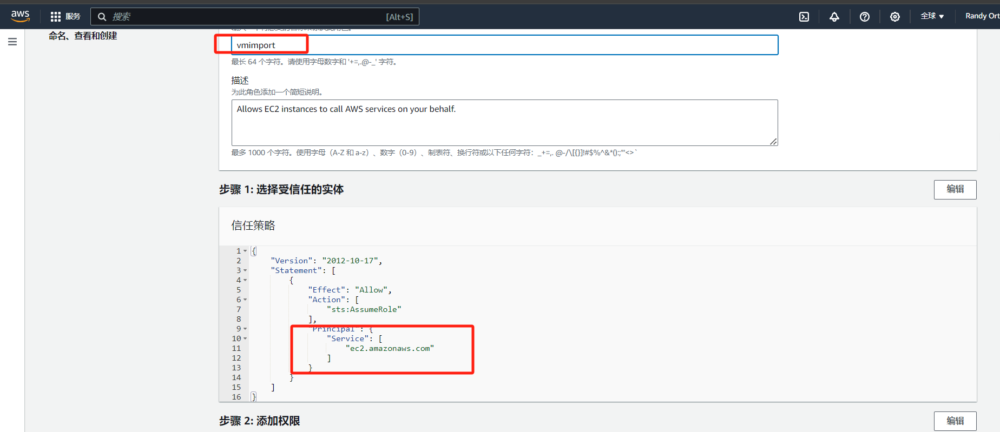 aws
服务
搜索
[Alt+S]
全球
Randy Ort
命名、查看和创建
vmimport
最长 64 个字符。请使用字母数字和 '+=,.@-_' 字符。
描述
为此角色添加一个简短说明。
Allows EC2 instances to call AWS services on your behalf.
最多 1000 个字符。使用字母（A-Z 和 a-z）、数字（0-9）、制表符、换行符或以下任何字符：_+=,. @-/\[{}]!#$%^&*();:"'<>`
步骤 1: 选择受信任的实体
编辑
信任策略
1 {
2 "Version": "2012-10-17",
3 "Statement": [
4 {
5 "Effect": "Allow",
6 "Action": [
7 "sts:AssumeRole"
8 ],
9 "Principal": {
10 "Service": [
11 "ec2.amazonaws.com"
12 ]
13 }
14 }
15 ]
16 }
步骤 2: 添加权限
编辑